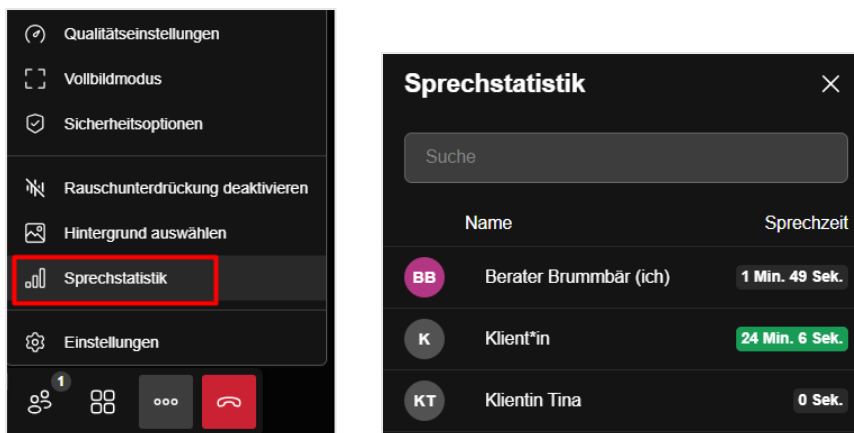 Qualitätseinstellungen
Vollbildmodus
Sicherheitsoptionen
Rauschunterdrückung deaktivieren
Hintergrund auswählen
Sprechstatistik
Einstellungen
1
Sprechstatistik
Suche
Name Sprechzeit
BB Berater Brummbär (ich) 1 Min. 49 Sek.
K Klient*in 24 Min. 6 Sek.
KT Klientin Tina 0 Sek.